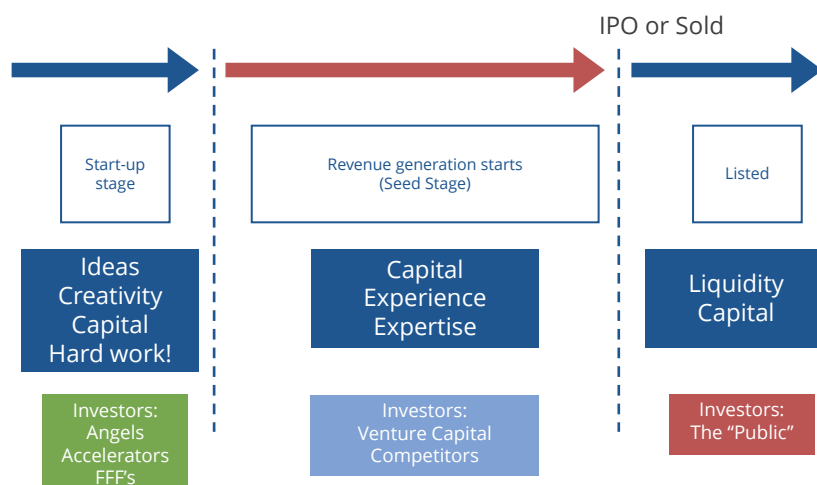 IPO or Sold
Start-up
stage
Revenue generation starts
(Seed Stage)
Listed
Ideas
Creativity
Capital
Hard work!
Capital
Experience
Expertise
Liquidity
Capital
Investors:
Angels
Accelerators
FFF's
Investors:
Venture Capital
Competitors
Investors:
The “Public”